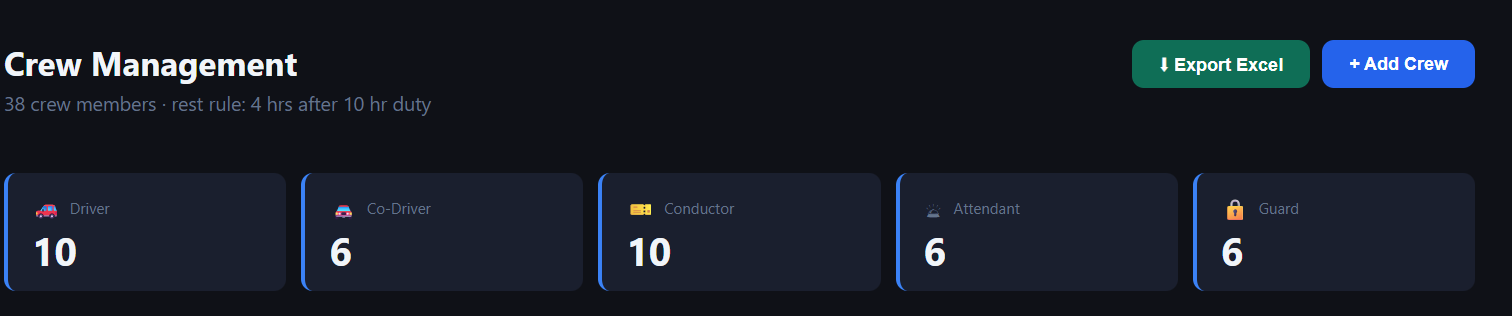 Crew Management
38 crew members · rest rule: 4 hrs after 10 hr duty
⬇ Export Excel
+ Add Crew
Driver
10
Co-Driver
6
Conductor
10
Attendant
6
Guard
6